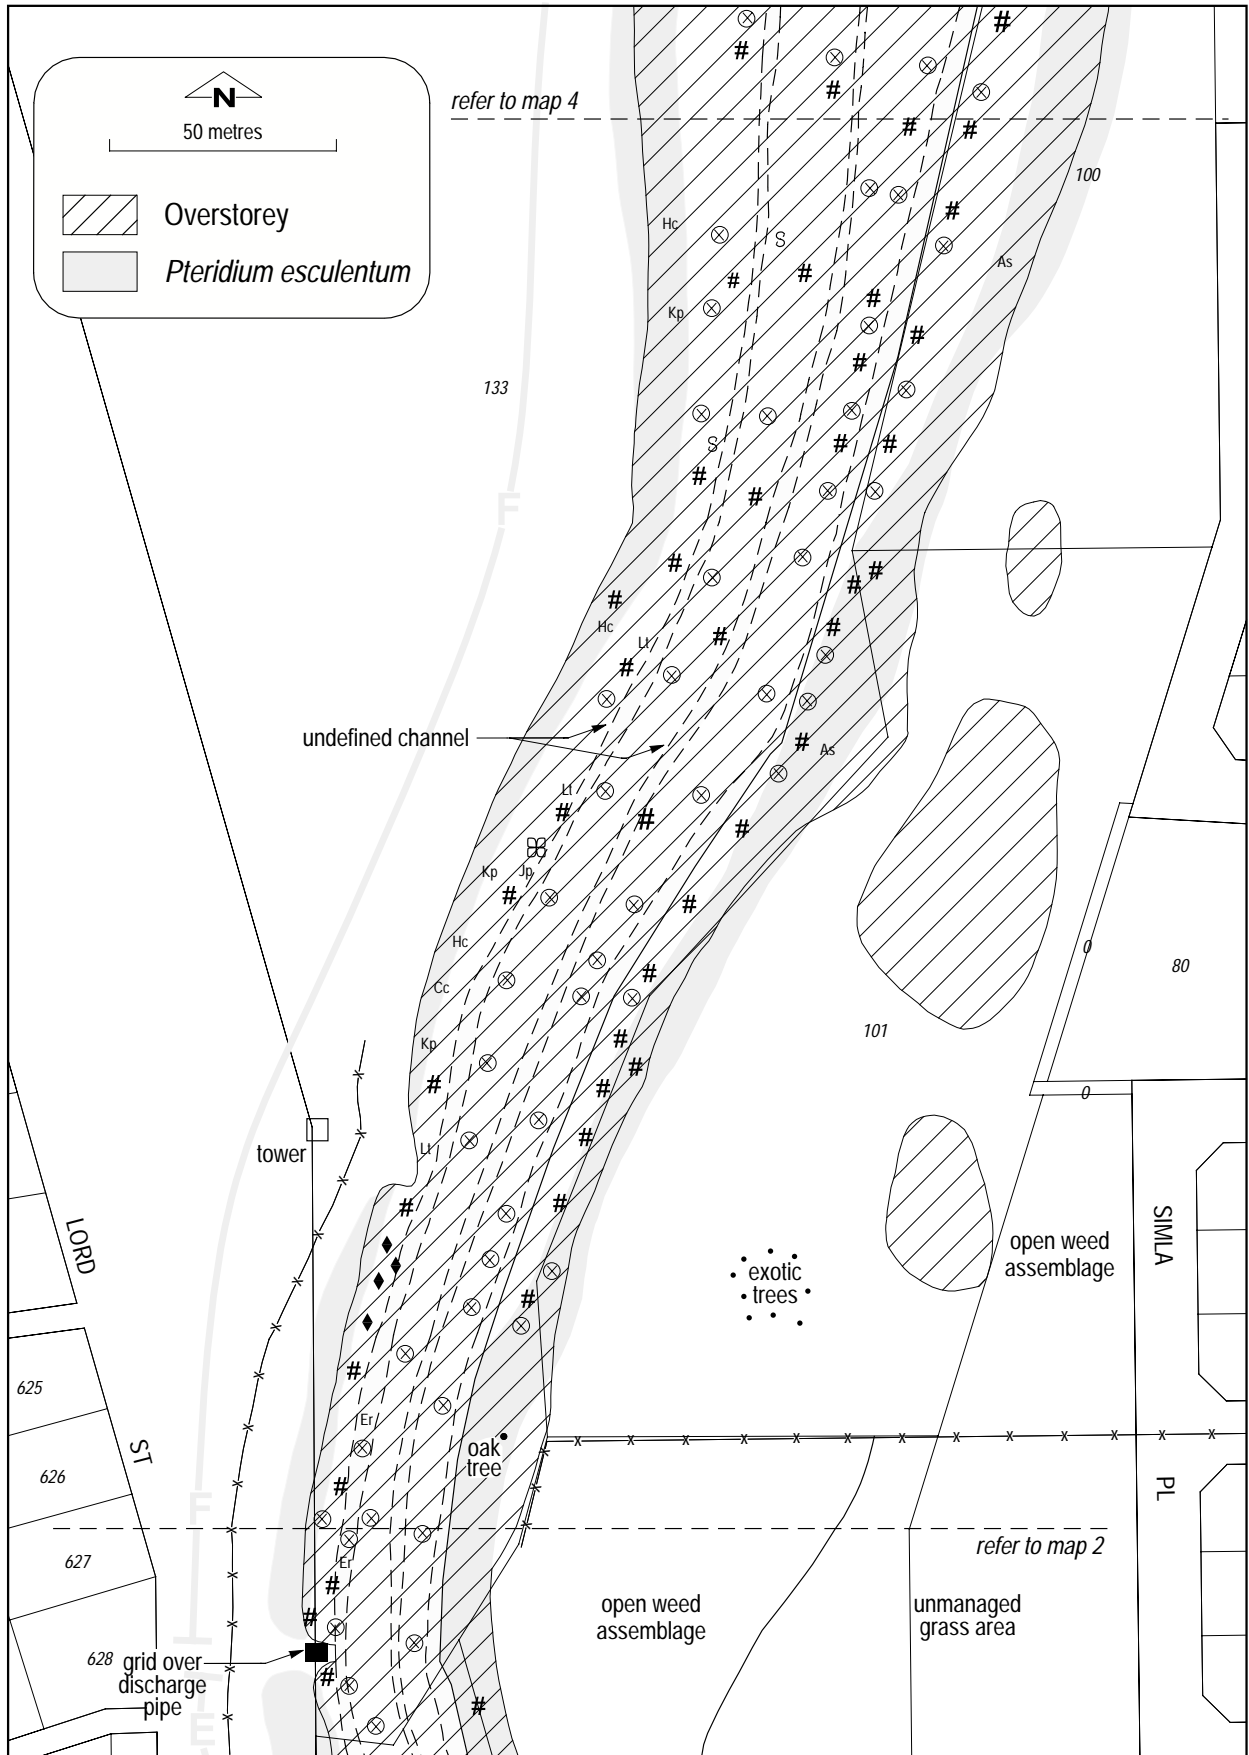 refer to map 4
N
50 metres
Overstorey
Pteridium esculentum
100
Hc
S
As
Kp
133
S
F
Hc
Lt
undefined channel
As
Lt
Kp
Jp
Hc
0
80
Cc
101
Kp
0
tower
Lt
LORD
SIMLA
open weed
assemblage
exotic
trees
625
Er
ST
oak
tree
626
PL
F
refer to map 2
627
Er
open weed
assemblage
unmanaged
grass area
628
grid over
discharge
pipe
E